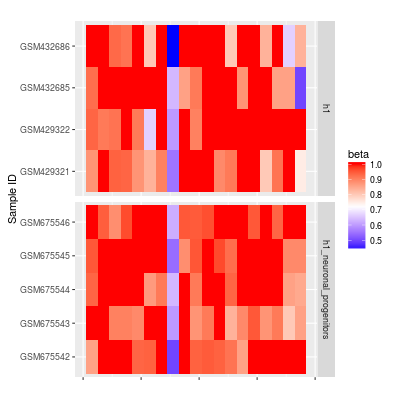 GSM432686
GSM432685
GSM429322
GSM429321
h1
GSM675546
GSM675545
GSM675544
GSM675543
GSM675542
h1_neuronal_progenitors
Sample ID
beta
1.0
0.9
0.8
0.7
0.6
0.5